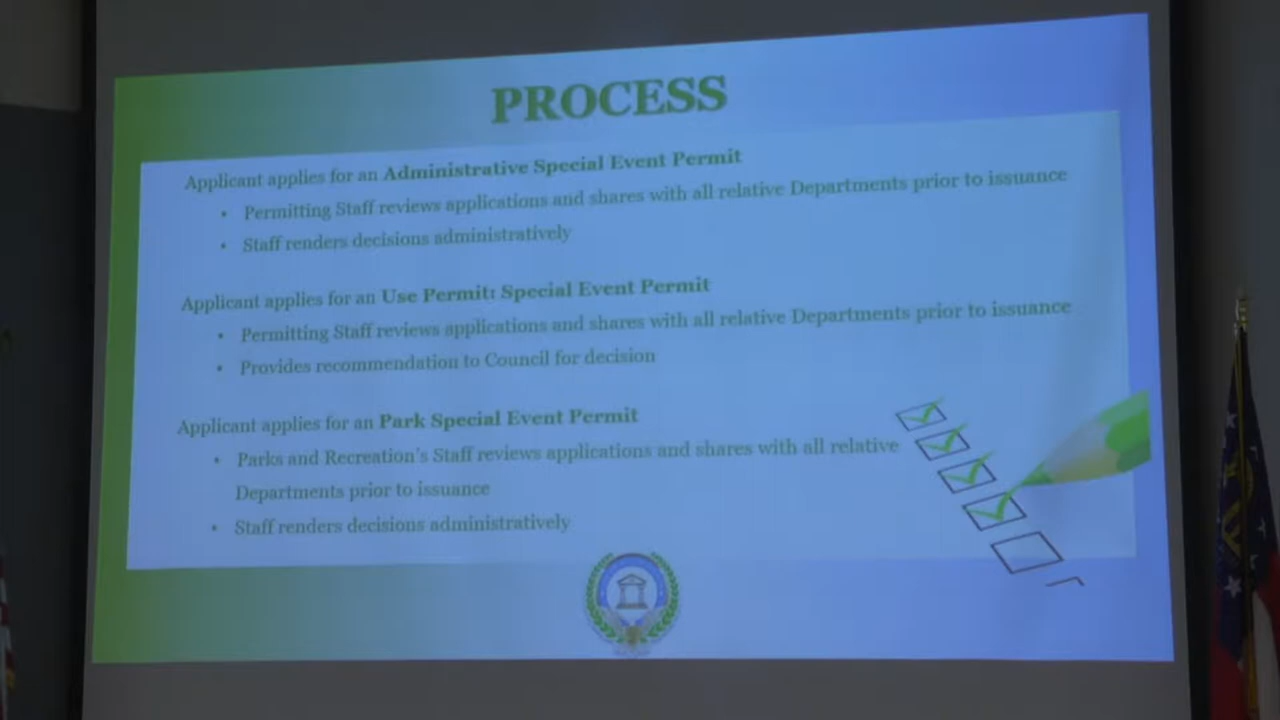 PROCESS
Applicant applies for an Administrative Special Event Permit
• Permitting Staff reviews applications and shares with all relative Departments prior to issuance
• Staff renders decisions administratively
Applicant applies for an Use Permit: Special Event Permit
• Permitting Staff reviews applications and shares with all relative Departments prior to issuance
• Provides recommendation to Council for decision
Applicant applies for an Park Special Event Permit
• Parks and Recreation's Staff reviews applications and shares with all relative
Departments prior to issuance
• Staff renders decisions administratively